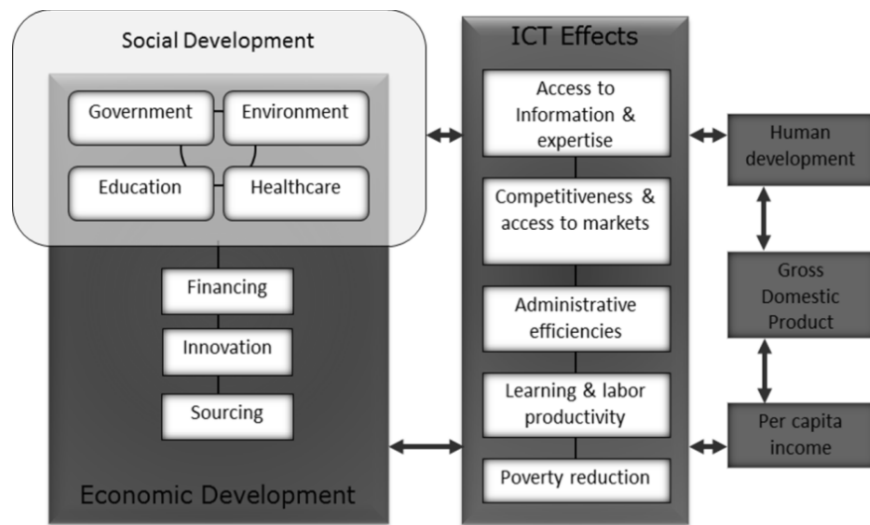 Social Development
Government
Environment
Education
Healthcare
Financing
Innovation
Sourcing
Economic Development
ICT Effects
Access to
Information &
expertise
Competitiveness &
access to markets
Administrative
efficiencies
Learning & labor
productivity
Poverty reduction
Human
development
Gross
Domestic
Product
Per capita
income